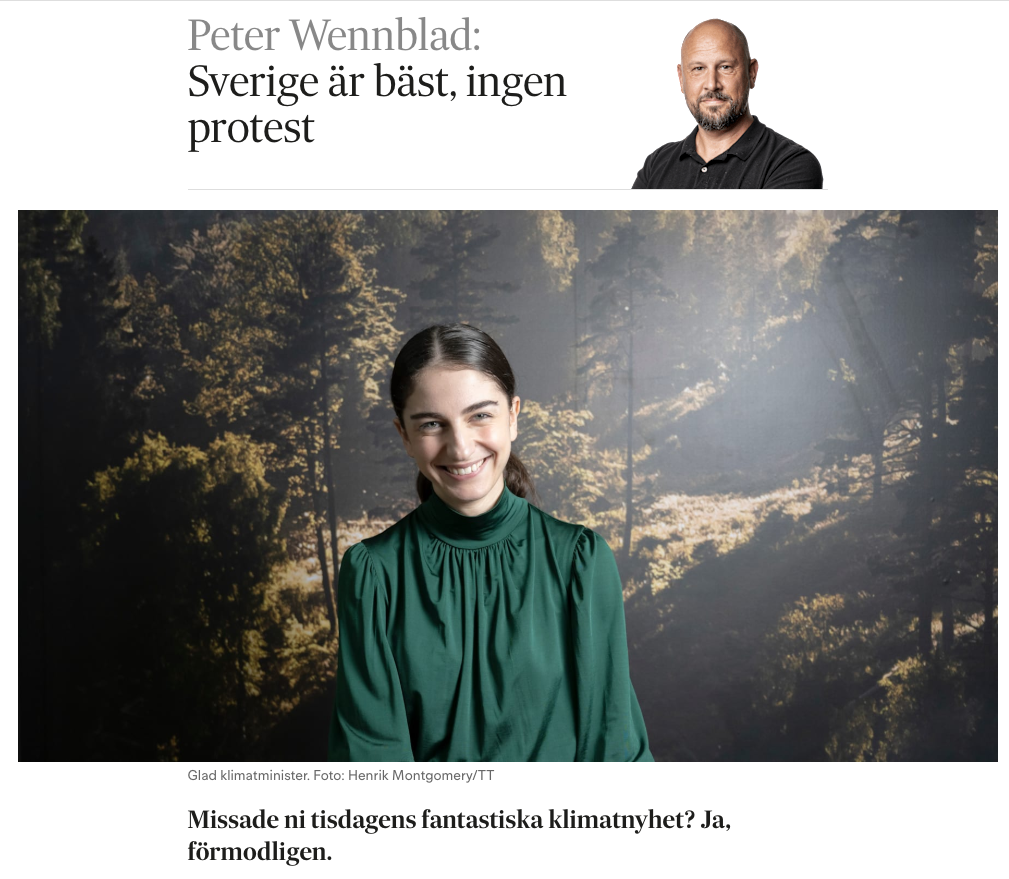 Peter Wennblad:
Sverige är bäst, ingen
protest
Glad klimatminister. Foto: Henrik Montgomery/TT
Missade ni tisdagens fantastiska klimatnyhet? Ja,
förmodligen.